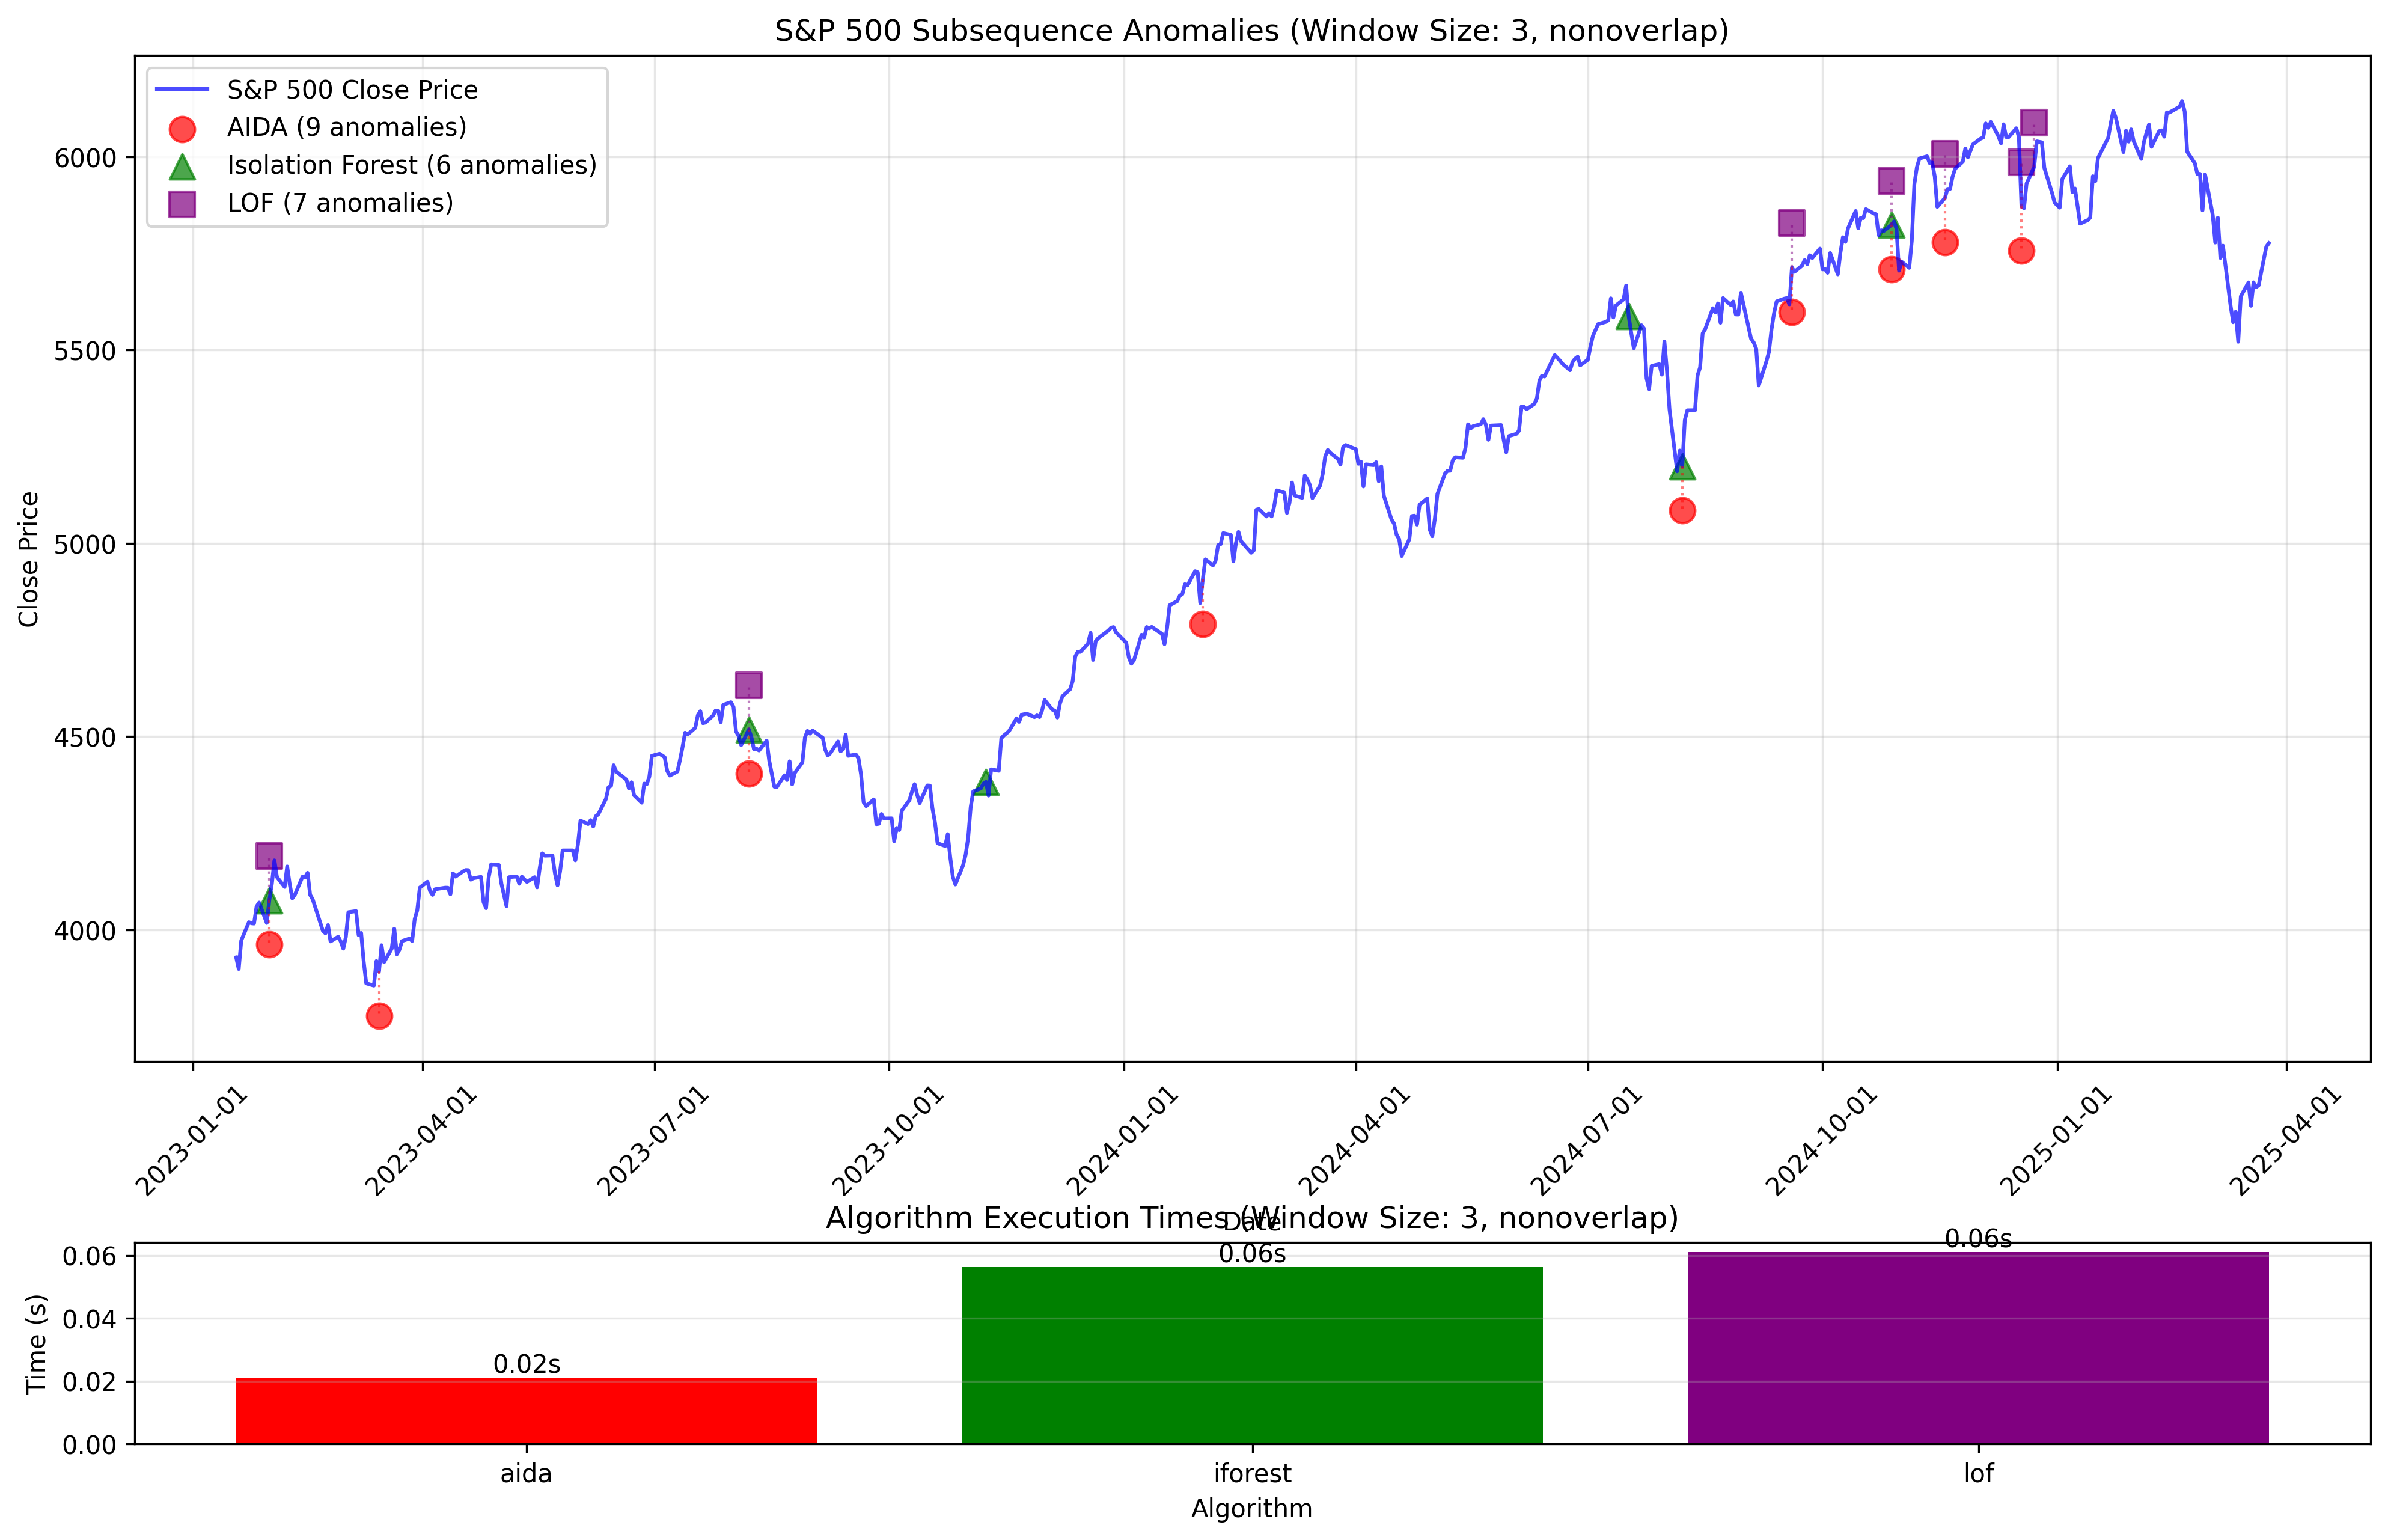 S&P 500 Subsequence Anomalies (Window Size: 3, nonoverlap)
S&P 500 Close Price
AIDA (9 anomalies)
Isolation Forest (6 anomalies)
LOF (7 anomalies)
Close Price
6000
5500
5000
4500
4000
2023-01-01
2023-04-01
2023-07-01
2023-10-01
2024-01-01
2024-04-01
2024-07-01
2024-10-01
2025-01-01
2025-04-01
Date
Algorithm Execution Times (Window Size: 3, nonoverlap)
Time (s)
0.06
0.04
0.02
0.00
0.02s
0.06s
0.06s
aida
iforest
lof
Algorithm